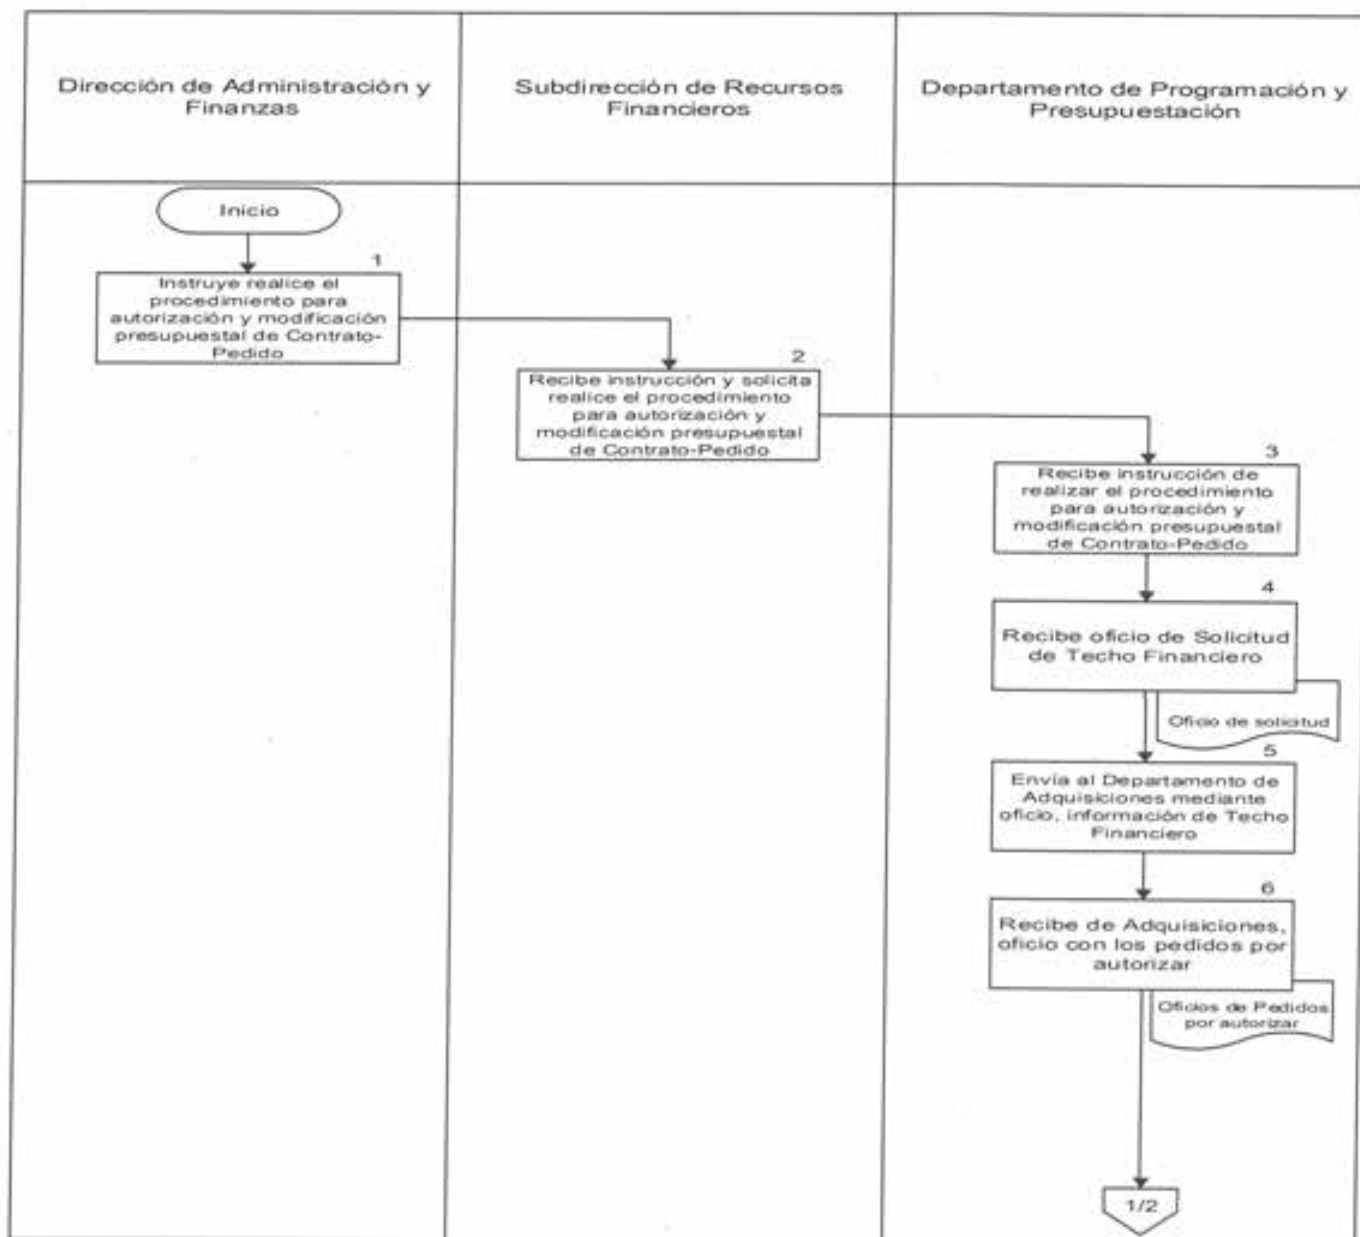 Dirección de Administración y
Finanzas
Subdirección de Recursos
Financieros
Departamento de Programación y
Presupuestación
Inicio
1
Instruye realice el
procedimiento para
autorización y modificación
presupuestal de Contrato-
Pedido
2
Recibe instrucción y solicita
realice el procedimiento
para autorización y
modificación presupuestal
de Contrato-Pedido
3
Recibe instrucción de
realizar el procedimiento
para autorización y
modificación presupuestal
de Contrato-Pedido
4
Recibe oficio de Solicitud
de Techo Financiero
Oficio de solicitud
5
Envía al Departamento de
Adquisiciones mediante
oficio, información de Techo
Financiero
6
Recibe de Adquisiciones,
oficio con los pedidos por
autorizar
Oficios de Pedidos
por autorizar
1/2